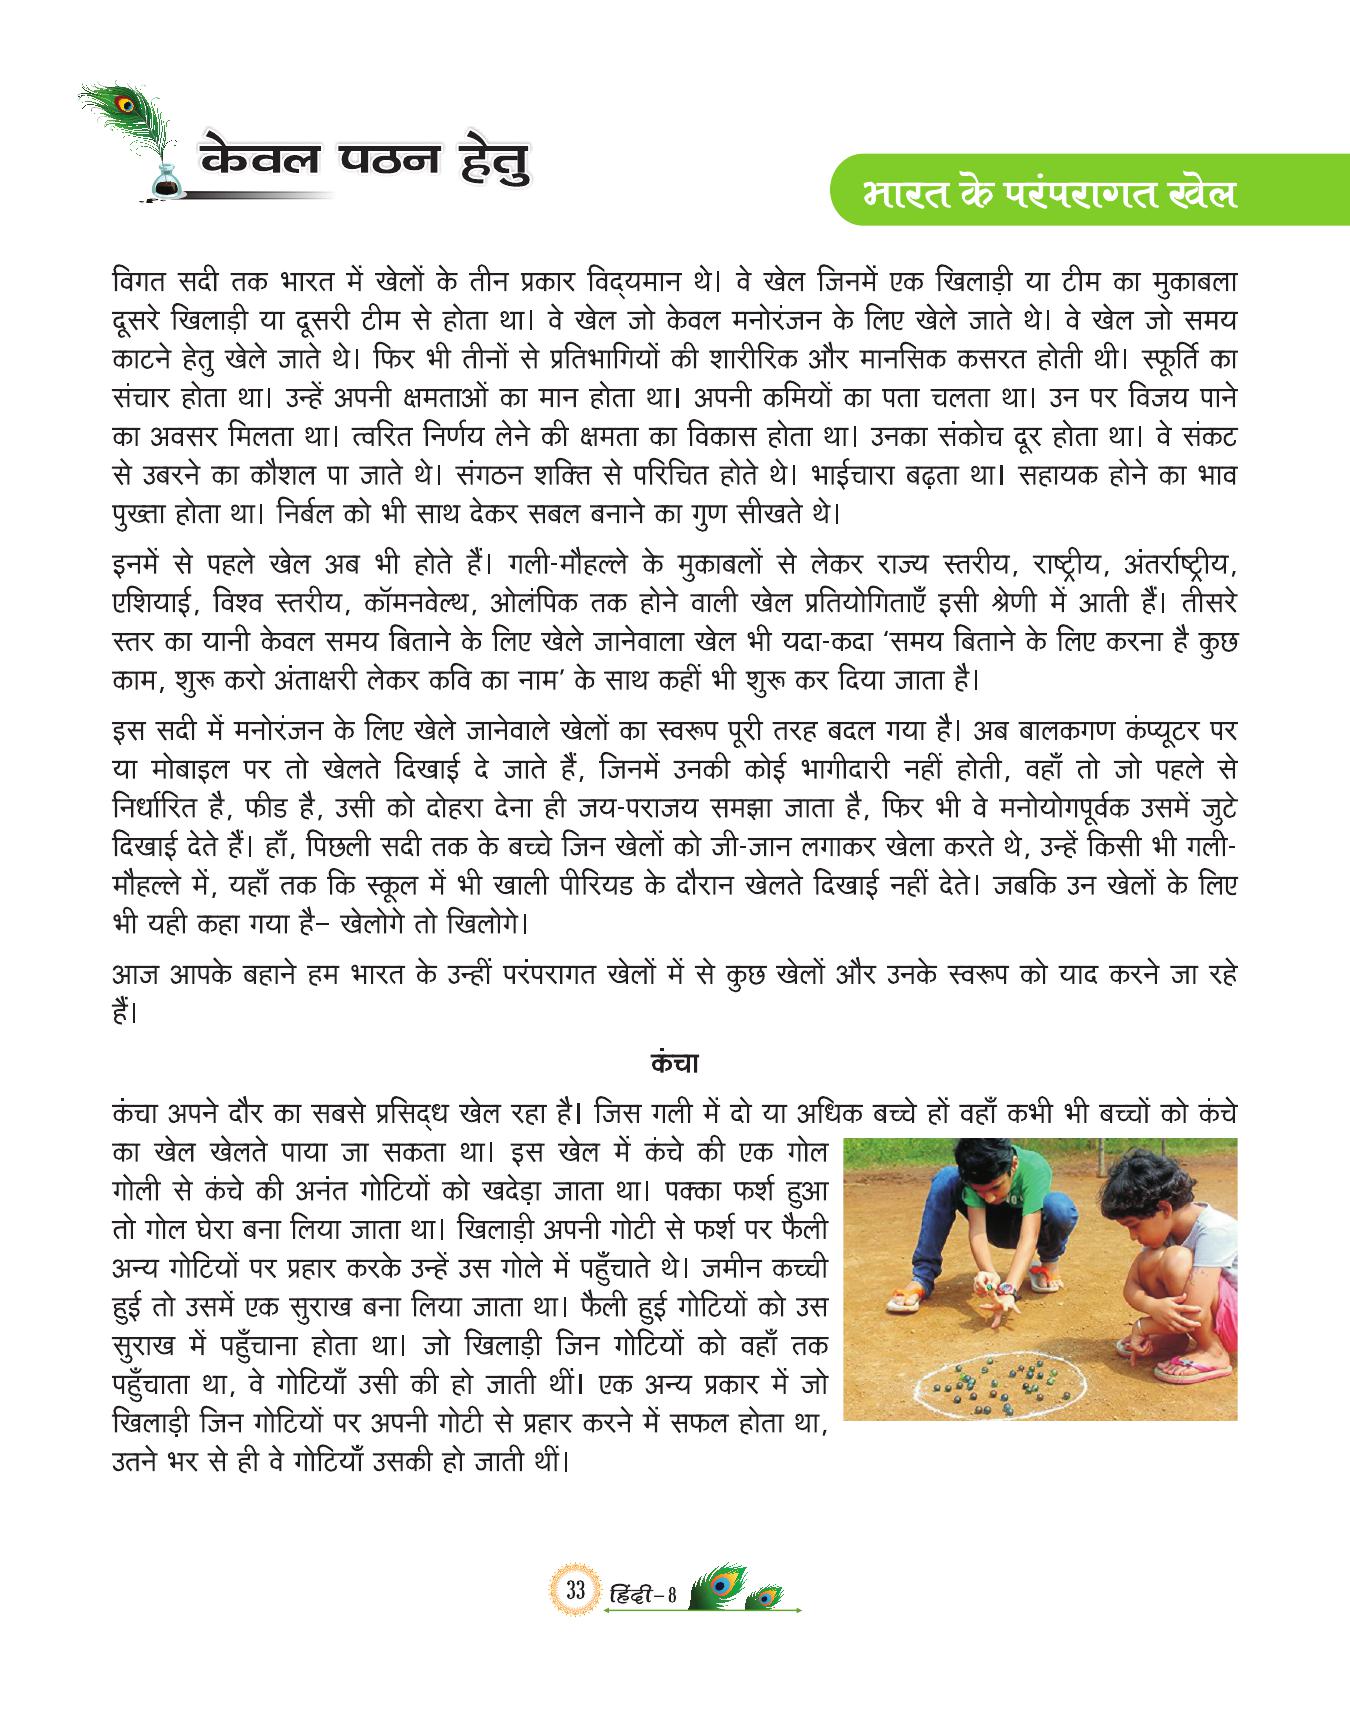 केवल पठन हेतु
भारत के परंपरागत खेल
विगत सदी तक भारत में खेलों के तीन प्रकार विद्‌यमान थे। वे खेल जिनमें एक खिलाड़ी या टीम का मुकाबला
दूसरे खिलाड़ी या दूसरी टीम से होता था। वे खेल जो केवल मनोरंजन के लिए खेले जाते थे। वे खेल जो समय
काटने हेतु खेले जाते थे। फिर भी तीनों से प्रतिभागियों की शारीरिक और मानसिक कसरत होती थी। स्फूर्ति का
संचार होता था। उन्हें अपनी क्षमताओं का मान होता था। अपनी कमियों का पता चलता था। उन पर विजय पाने
का अवसर मिलता था। त्वरित निर्णय लेने की क्षमता का विकास होता था। उनका संकोच दूर होता था। वे संकट
से उबरने का कौशल पा जाते थे। संगठन शक्ति से परिचित होते थे। भाईचारा बढ़ता था। सहायक होने का भाव
पुख्ता होता था। निर्बल को भी साथ देकर सबल बनाने का गुण सीखते थे।
इनमें से पहले खेल अब भी होते हैं। गली-मौहल्ले के मुकाबलों से लेकर राज्य स्तरीय, राष्ट्रीय, अंतर्राष्ट्रीय,
एशियाई, विश्व स्तरीय, कॉमनवेल्थ, ओलंपिक तक होने वाली खेल प्रतियोगिताएँ इसी श्रेणी में आती हैं। तीसरे
स्तर का यानी केवल समय बिताने के लिए खेले जानेवाला खेल भी यदा-कदा ‘समय बिताने के लिए करना है कुछ
काम, शुरू करो अंताक्षरी लेकर कवि का नाम’ के साथ कहीं भी शुरू कर दिया जाता है।
इस सदी में मनोरंजन के लिए खेले जानेवाले खेलों का स्वरूप पूरी तरह बदल गया है। अब बालकगण कंप्यूटर पर
या मोबाइल पर तो खेलते दिखाई दे जाते हैं, जिनमें उनकी कोई भागीदारी नहीं होती, वहाँ तो जो पहले से
निर्धारित है, फीड है, उसी को दोहरा देना ही जय-पराजय समझा जाता है, फिर भी वे मनोयोगपूर्वक उसमें जुटे
दिखाई देते हैं। हाँ, पिछली सदी तक के बच्चे जिन खेलों को जी-जान लगाकर खेला करते थे, उन्हें किसी भी गली-
मौहल्ले में, यहाँ तक कि स्कूल में भी खाली पीरियड के दौरान खेलते दिखाई नहीं देते। जबकि उन खेलों के लिए
भी यही कहा गया है– खेलोगे तो खिलोगे।
आज आपके बहाने हम भारत के उन्हीं परंपरागत खेलों में से कुछ खेलों और उनके स्वरूप को याद करने जा रहे
हैं।
कंचा
कंचा अपने दौर का सबसे प्रसिद्‌ध खेल रहा है। जिस गली में दो या अधिक बच्चे हों वहाँ कभी भी बच्चों को कंचे
का खेल खेलते पाया जा सकता था। इस खेल में कंचे की एक गोल
गोली से कंचे की अनंत गोटियों को खदेड़ा जाता था। पक्का फर्श हुआ
तो गोल घेरा बना लिया जाता था। खिलाड़ी अपनी गोटी से फर्श पर फैली
अन्य गोटियों पर प्रहार करके उन्हें उस गोले में पहुँचाते थे। जमीन कच्ची
हुई तो उसमें एक सुराख बना लिया जाता था। फैली हुई गोटियों को उस
सुराख में पहुँचाना होता था। जो खिलाड़ी जिन गोटियों को वहाँ तक
पहुँचाता था, वे गोटियाँ उसी की हो जाती थीं। एक अन्य प्रकार में जो
खिलाड़ी जिन गोटियों पर अपनी गोटी से प्रहार करने में सफल होता था,
उतने भर से ही वे गोटियाँ उसकी हो जाती थीं।
33 हिंदी–8